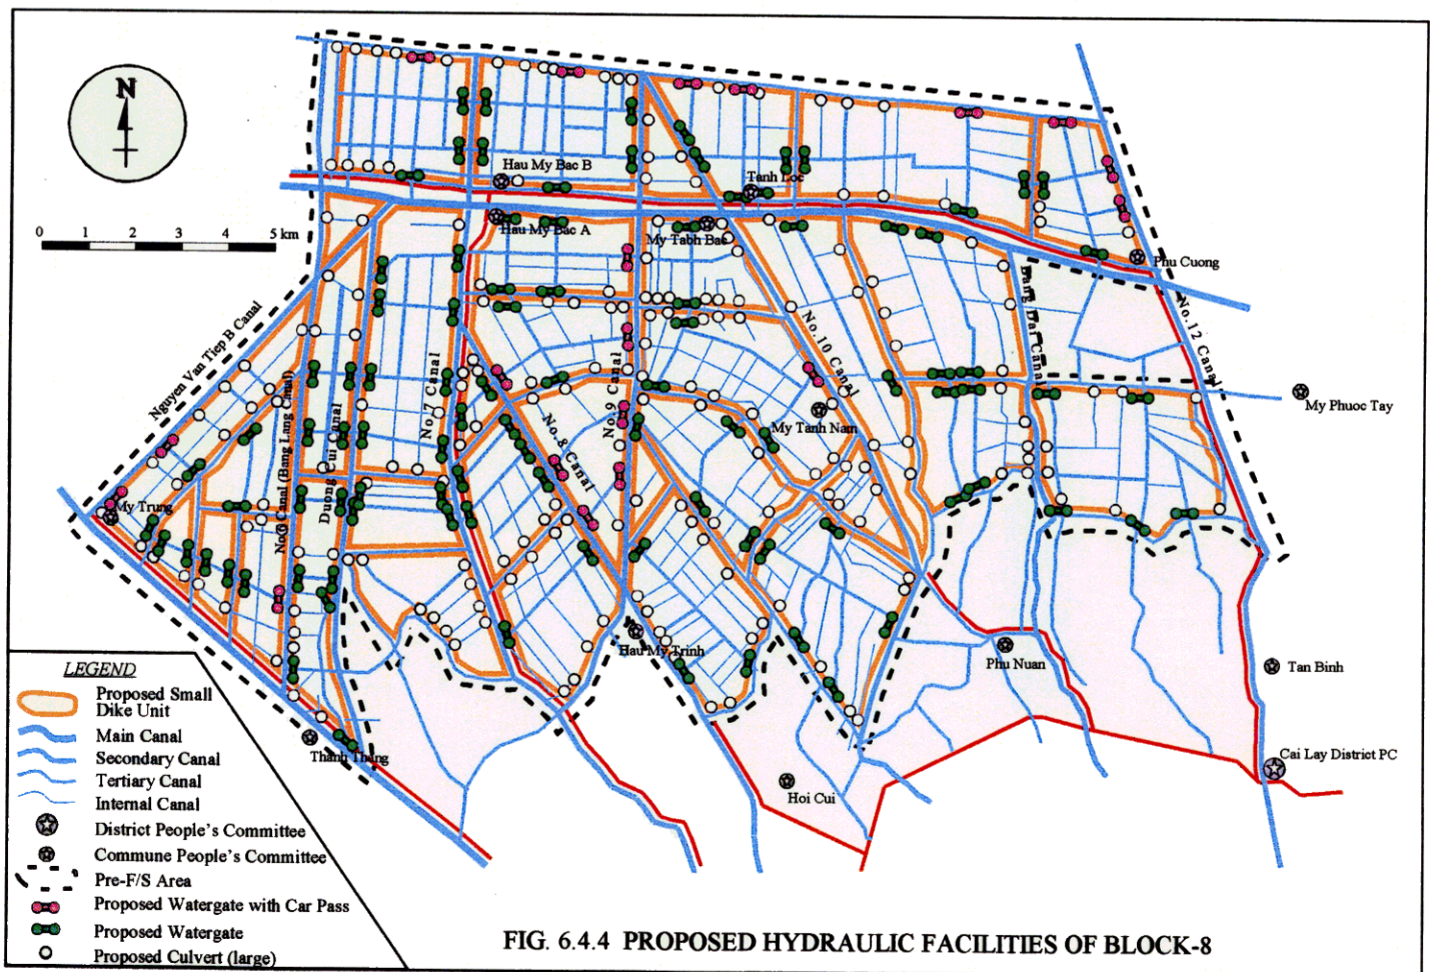 N
0 1 2 3 4 5 km
Hau My Bac B
Tanh Loc
Hau My Bac A
My Tabh Bac
Phu Cuong
Nguyen Van Tiep B Canal
Bang Dai Canal
No.12 Canal
No.10 Canal
No.7 Canal
No.9 Canal
No.8 Canal
No.6 Canal (Bang Lang Canal)
Duong Cui Canal
My Phuoc Tay
My Tanh Nam
My Trung
Hau My Trinh
Phu Nuan
Tan Binh
Thanh Thang
Hoi Cui
Cai Lay District PC
LEGEND
Proposed Small
Dike Unit
Main Canal
Secondary Canal
Tertiary Canal
Internal Canal
District People's Committee
Commune People's Committee
Pre-F/S Area
Proposed Watergate with Car Pass
Proposed Watergate
Proposed Culvert (large)
FIG. 6.4.4 PROPOSED HYDRAULIC FACILITIES OF BLOCK-8